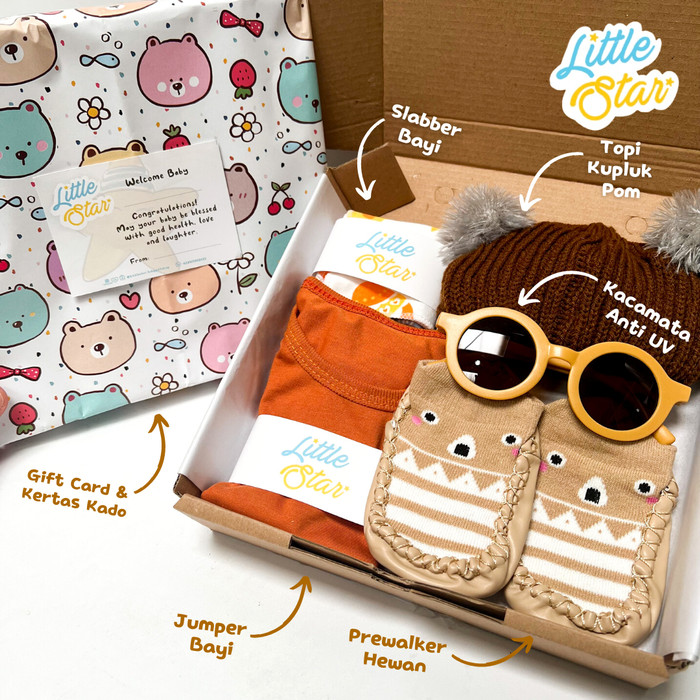 Little
Star
Slabber
Bayi
Topi
Kupluk
Pom
Little
Star
Welcome Baby
Congratulations!
May your baby be blessed
with good health, love
and laughter.
From:
Little
Star
Kacamata
Anti UV
Little
Star
Gift Card &
Kertas Kado
Jumper
Bayi
Prewalker
Hewan